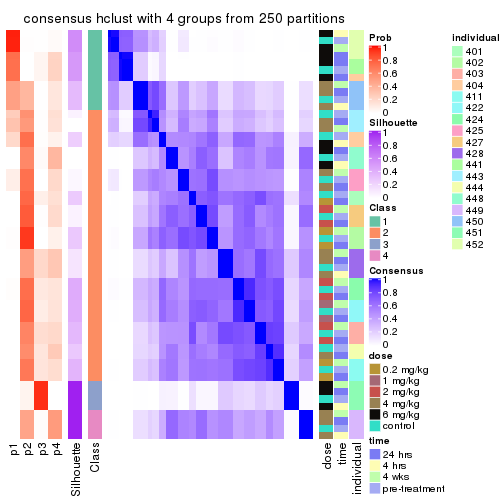 consensus hclust with 4 groups from 250 partitions
Prob
1
0.8
0.6
0.4
0.2
0
Silhouette
1
0.8
0.6
0.4
0.2
0
Class
1
2
3
4
Consensus
1
0.8
0.6
0.4
0.2
0
dose
0.2 mg/kg
1 mg/kg
2 mg/kg
4 mg/kg
6 mg/kg
control
time
24 hrs
4 hrs
4 wks
pre-treatment
individual
401
402
403
404
411
422
424
425
427
428
441
443
444
448
449
450
451
452
p1
p2
p3
p4
Silhouette
Class
dose
time
individual